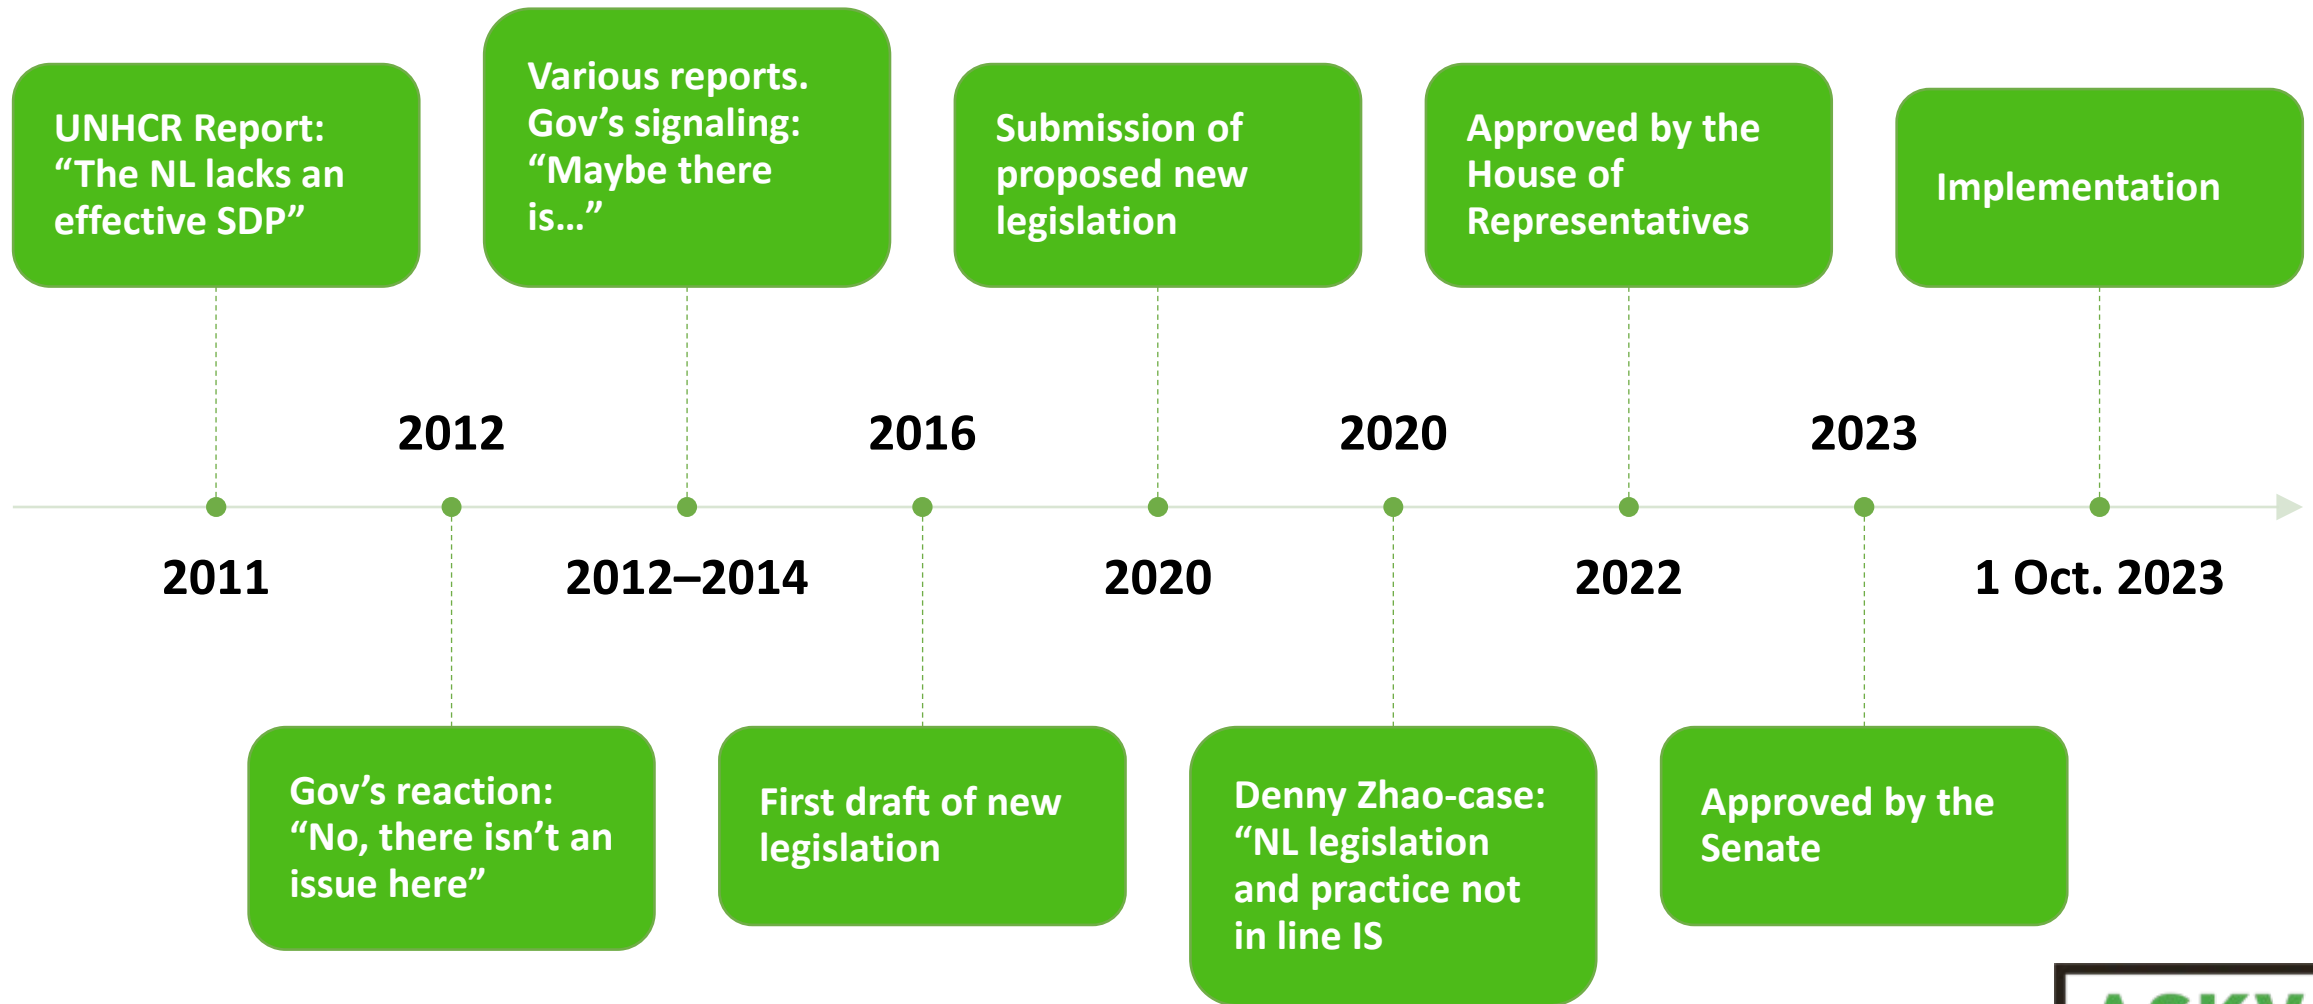 UNHCR Report:
“The NL lacks an
effective SDP”
Various reports.
Gov’s signaling:
“Maybe there
is…”
Submission of
proposed new
legislation
Approved by the
House of
Representatives
Implementation
2012
2016
2020
2023
2011
2012–2014
2020
2022
1 Oct. 2023
Gov’s reaction:
“No, there isn’t an
issue here”
First draft of new
legislation
Denny Zhao-case:
“NL legislation
and practice not
in line IS
Approved by the
Senate